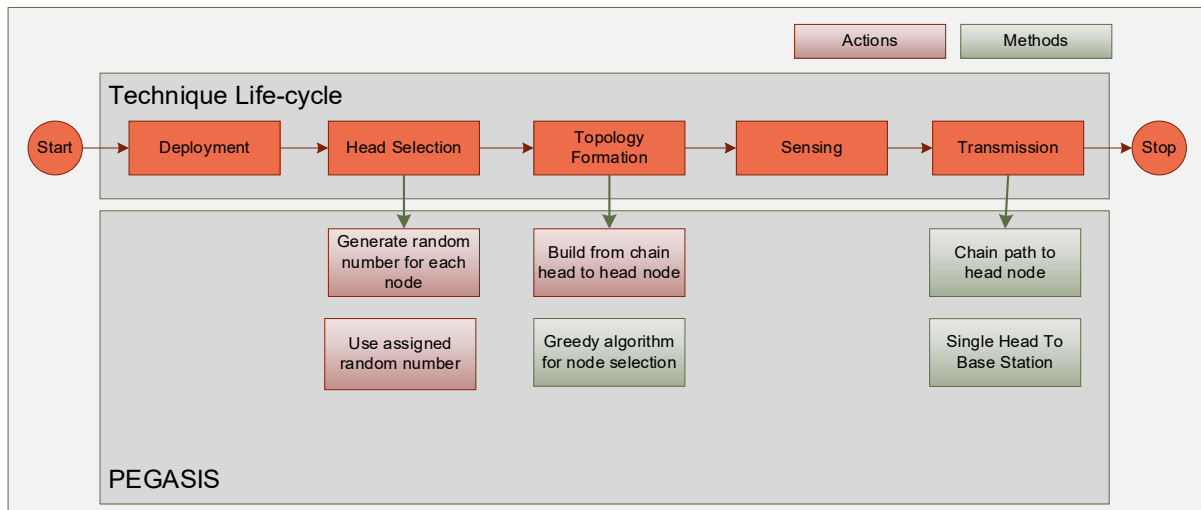 Actions
Methods
Technique Life-cycle
Start
Deployment
Head Selection
Topology
Formation
Sensing
Transmission
Stop
Generate random
number for each
node
Build from chain
head to head node
Chain path to
head node
Use assigned
random number
Greedy algorithm
for node selection
Single Head To
Base Station
PEGASIS